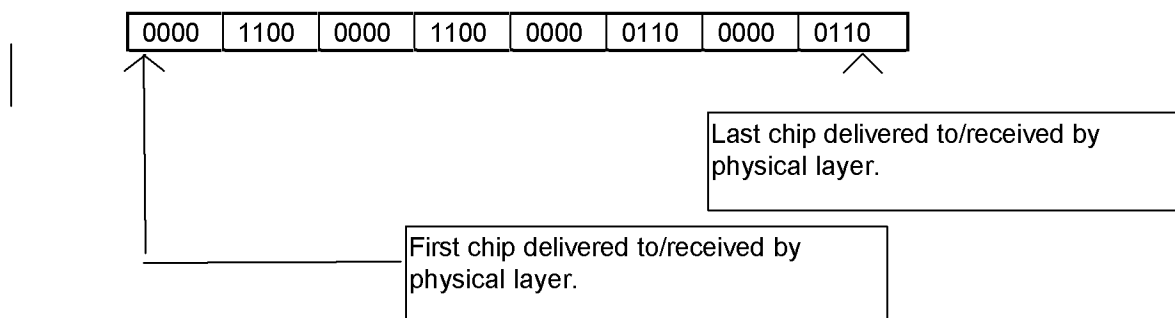 0000 1100 0000 1100 0000 0110 0000 0110
Last chip delivered to/received by
physical layer.
First chip delivered to/received by
physical layer.